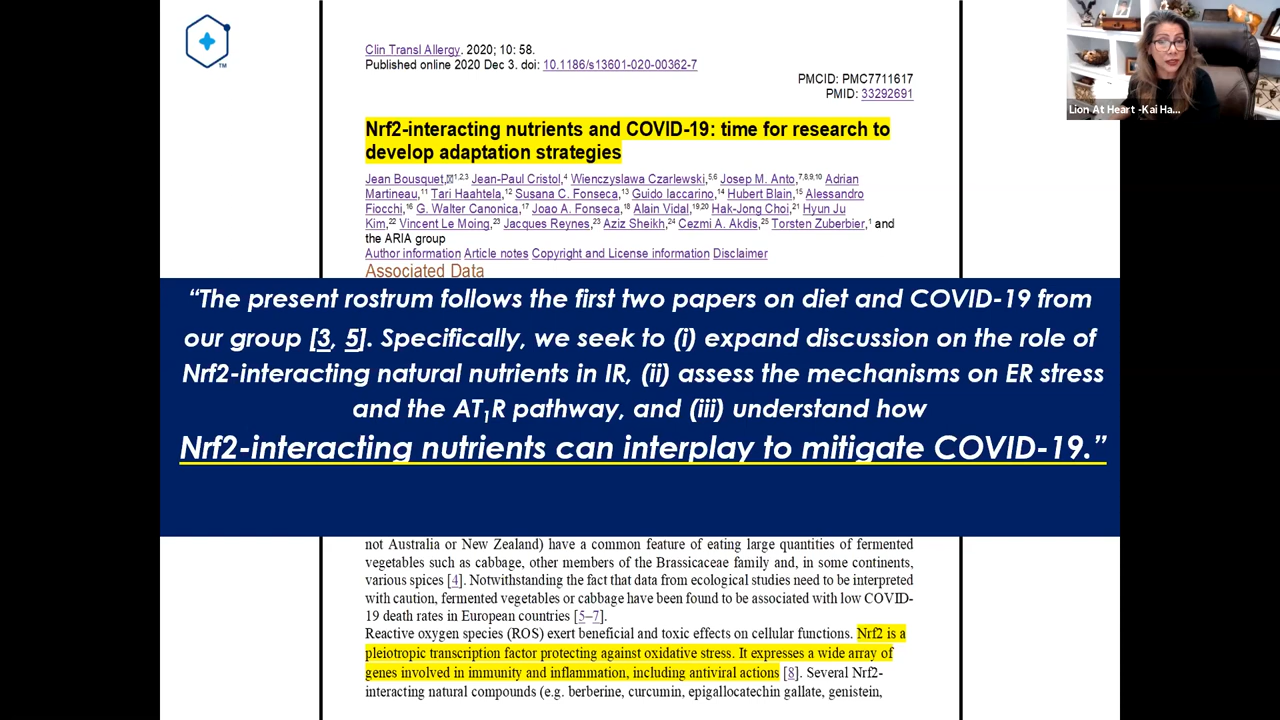 TM
Clin Transl Allergy. 2020; 10: 58.
Published online 2020 Dec 3. doi: 10.1186/s13601-020-00362-7
PMCID: PMC7711617
PMID: 33292691
Lion At Heart -Kai Ha...
Nrf2-interacting nutrients and COVID-19: time for research to
develop adaptation strategies
Jean Bousquet,1,2,3 Jean-Paul Cristol,4 Wienczyslawa Czarlewski,5,6 Josep M. Anto,7,8,9,10 Adrian
Martineau,11 Tari Haahtela,12 Susana C. Fonseca,13 Guido Iaccarino,14 Hubert Blain,15 Alessandro
Fiocchi,16 G. Walter Canonica,17 Joao A. Fonseca,18 Alain Vidal,19,20 Hak-Jong Choi,21 Hyun Ju
Kim,22 Vincent Le Moing,23 Jacques Reynes,23 Aziz Sheikh,24 Cezmi A. Akdis,25 Torsten Zuberbier,1 and
the ARIA group
Author information Article notes Copyright and License information Disclaimer
Associated Data
“The present rostrum follows the first two papers on diet and COVID-19 from
our group [3, 5]. Specifically, we seek to (i) expand discussion on the role of
Nrf2-interacting natural nutrients in IR, (ii) assess the mechanisms on ER stress
and the AT1R pathway, and (iii) understand how
Nrf2-interacting nutrients can interplay to mitigate COVID-19.”
not Australia or New Zealand) have a common feature of eating large quantities of fermented
vegetables such as cabbage, other members of the Brassicaceae family and, in some continents,
various spices [4]. Notwithstanding the fact that data from ecological studies need to be interpreted
with caution, fermented vegetables or cabbage have been found to be associated with low COVID-
19 death rates in European countries [5–7].
Reactive oxygen species (ROS) exert beneficial and toxic effects on cellular functions. Nrf2 is a
pleiotropic transcription factor protecting against oxidative stress. It expresses a wide array of
genes involved in immunity and inflammation, including antiviral actions [8]. Several Nrf2-
interacting natural compounds (e.g. berberine, curcumin, epigallocatechin gallate, genistein,